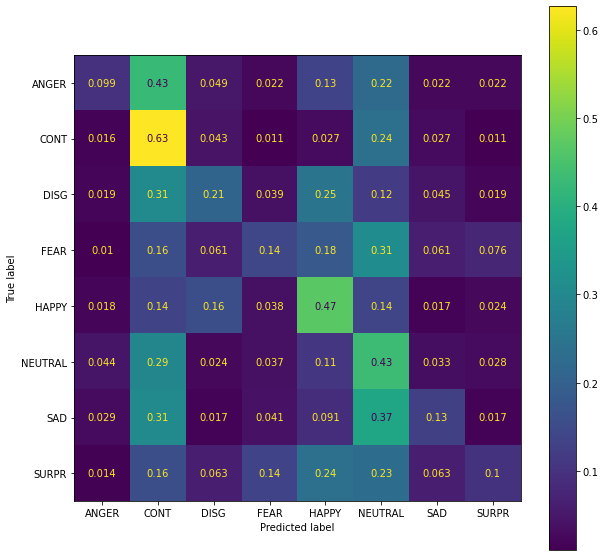 ANGER 0.099 0.43 0.049 0.022 0.13 0.22 0.022 0.022
CONT 0.016 0.63 0.043 0.011 0.027 0.24 0.027 0.011
DISG 0.019 0.31 0.21 0.039 0.25 0.12 0.045 0.019
FEAR 0.01 0.16 0.061 0.14 0.18 0.31 0.061 0.076
HAPPY 0.018 0.14 0.16 0.038 0.47 0.14 0.017 0.024
NEUTRAL 0.044 0.29 0.024 0.037 0.11 0.43 0.033 0.028
SAD 0.029 0.31 0.017 0.041 0.091 0.37 0.13 0.017
SURPR 0.014 0.16 0.063 0.14 0.24 0.23 0.063 0.1
ANGER CONT DISG FEAR HAPPY NEUTRAL SAD SURPR
Predicted label
True label
0.6
0.5
0.4
0.3
0.2
0.1